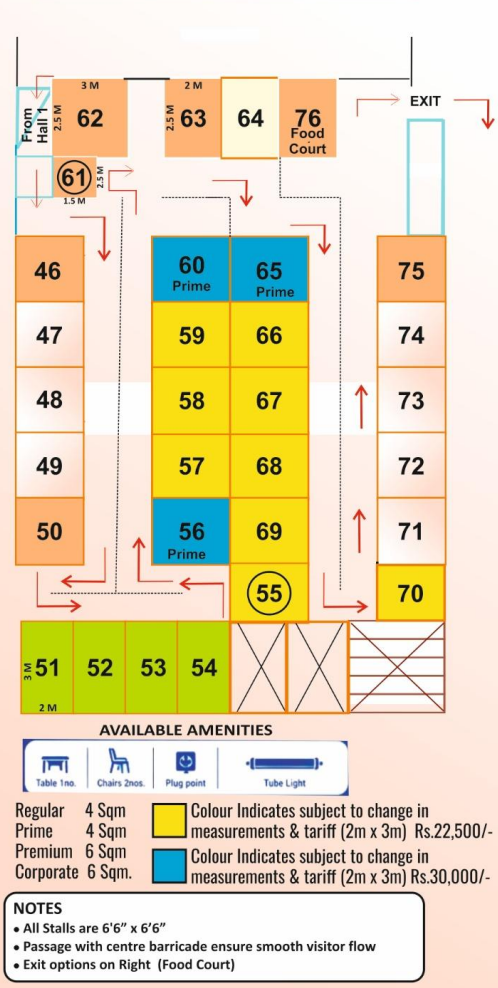 3 M
2 M
From
Hall 1
2.5 M
62
2.5 M
63
64
76
Food
Court
EXIT
61
2.5 M
1.5 M
46
60
Prime
65
Prime
75
47
59
66
74
48
58
67
73
49
57
68
72
50
56
Prime
69
71
55
70
3 M
51
52
53
54
2 M
AVAILABLE AMENITIES
Table 1no.
Chairs 2nos.
Plug point
Tube Light
Regular 4 Sqm
Prime 4 Sqm
Premium 6 Sqm
Corporate 6 Sqm.
Colour Indicates subject to change in
measurements & tariff (2m x 3m) Rs.22,500/-
Colour Indicates subject to change in
measurements & tariff (2m x 3m) Rs.30,000/-
NOTES
• All Stalls are 6'6” x 6’6”
• Passage with centre barricade ensure smooth visitor flow
• Exit options on Right (Food Court)